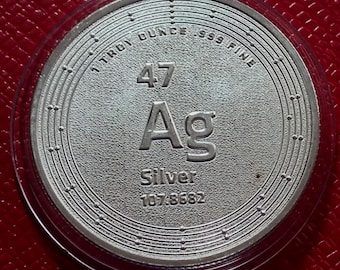 1 TROY OUNCE .999 FINE
47
Ag
Silver
107.8682